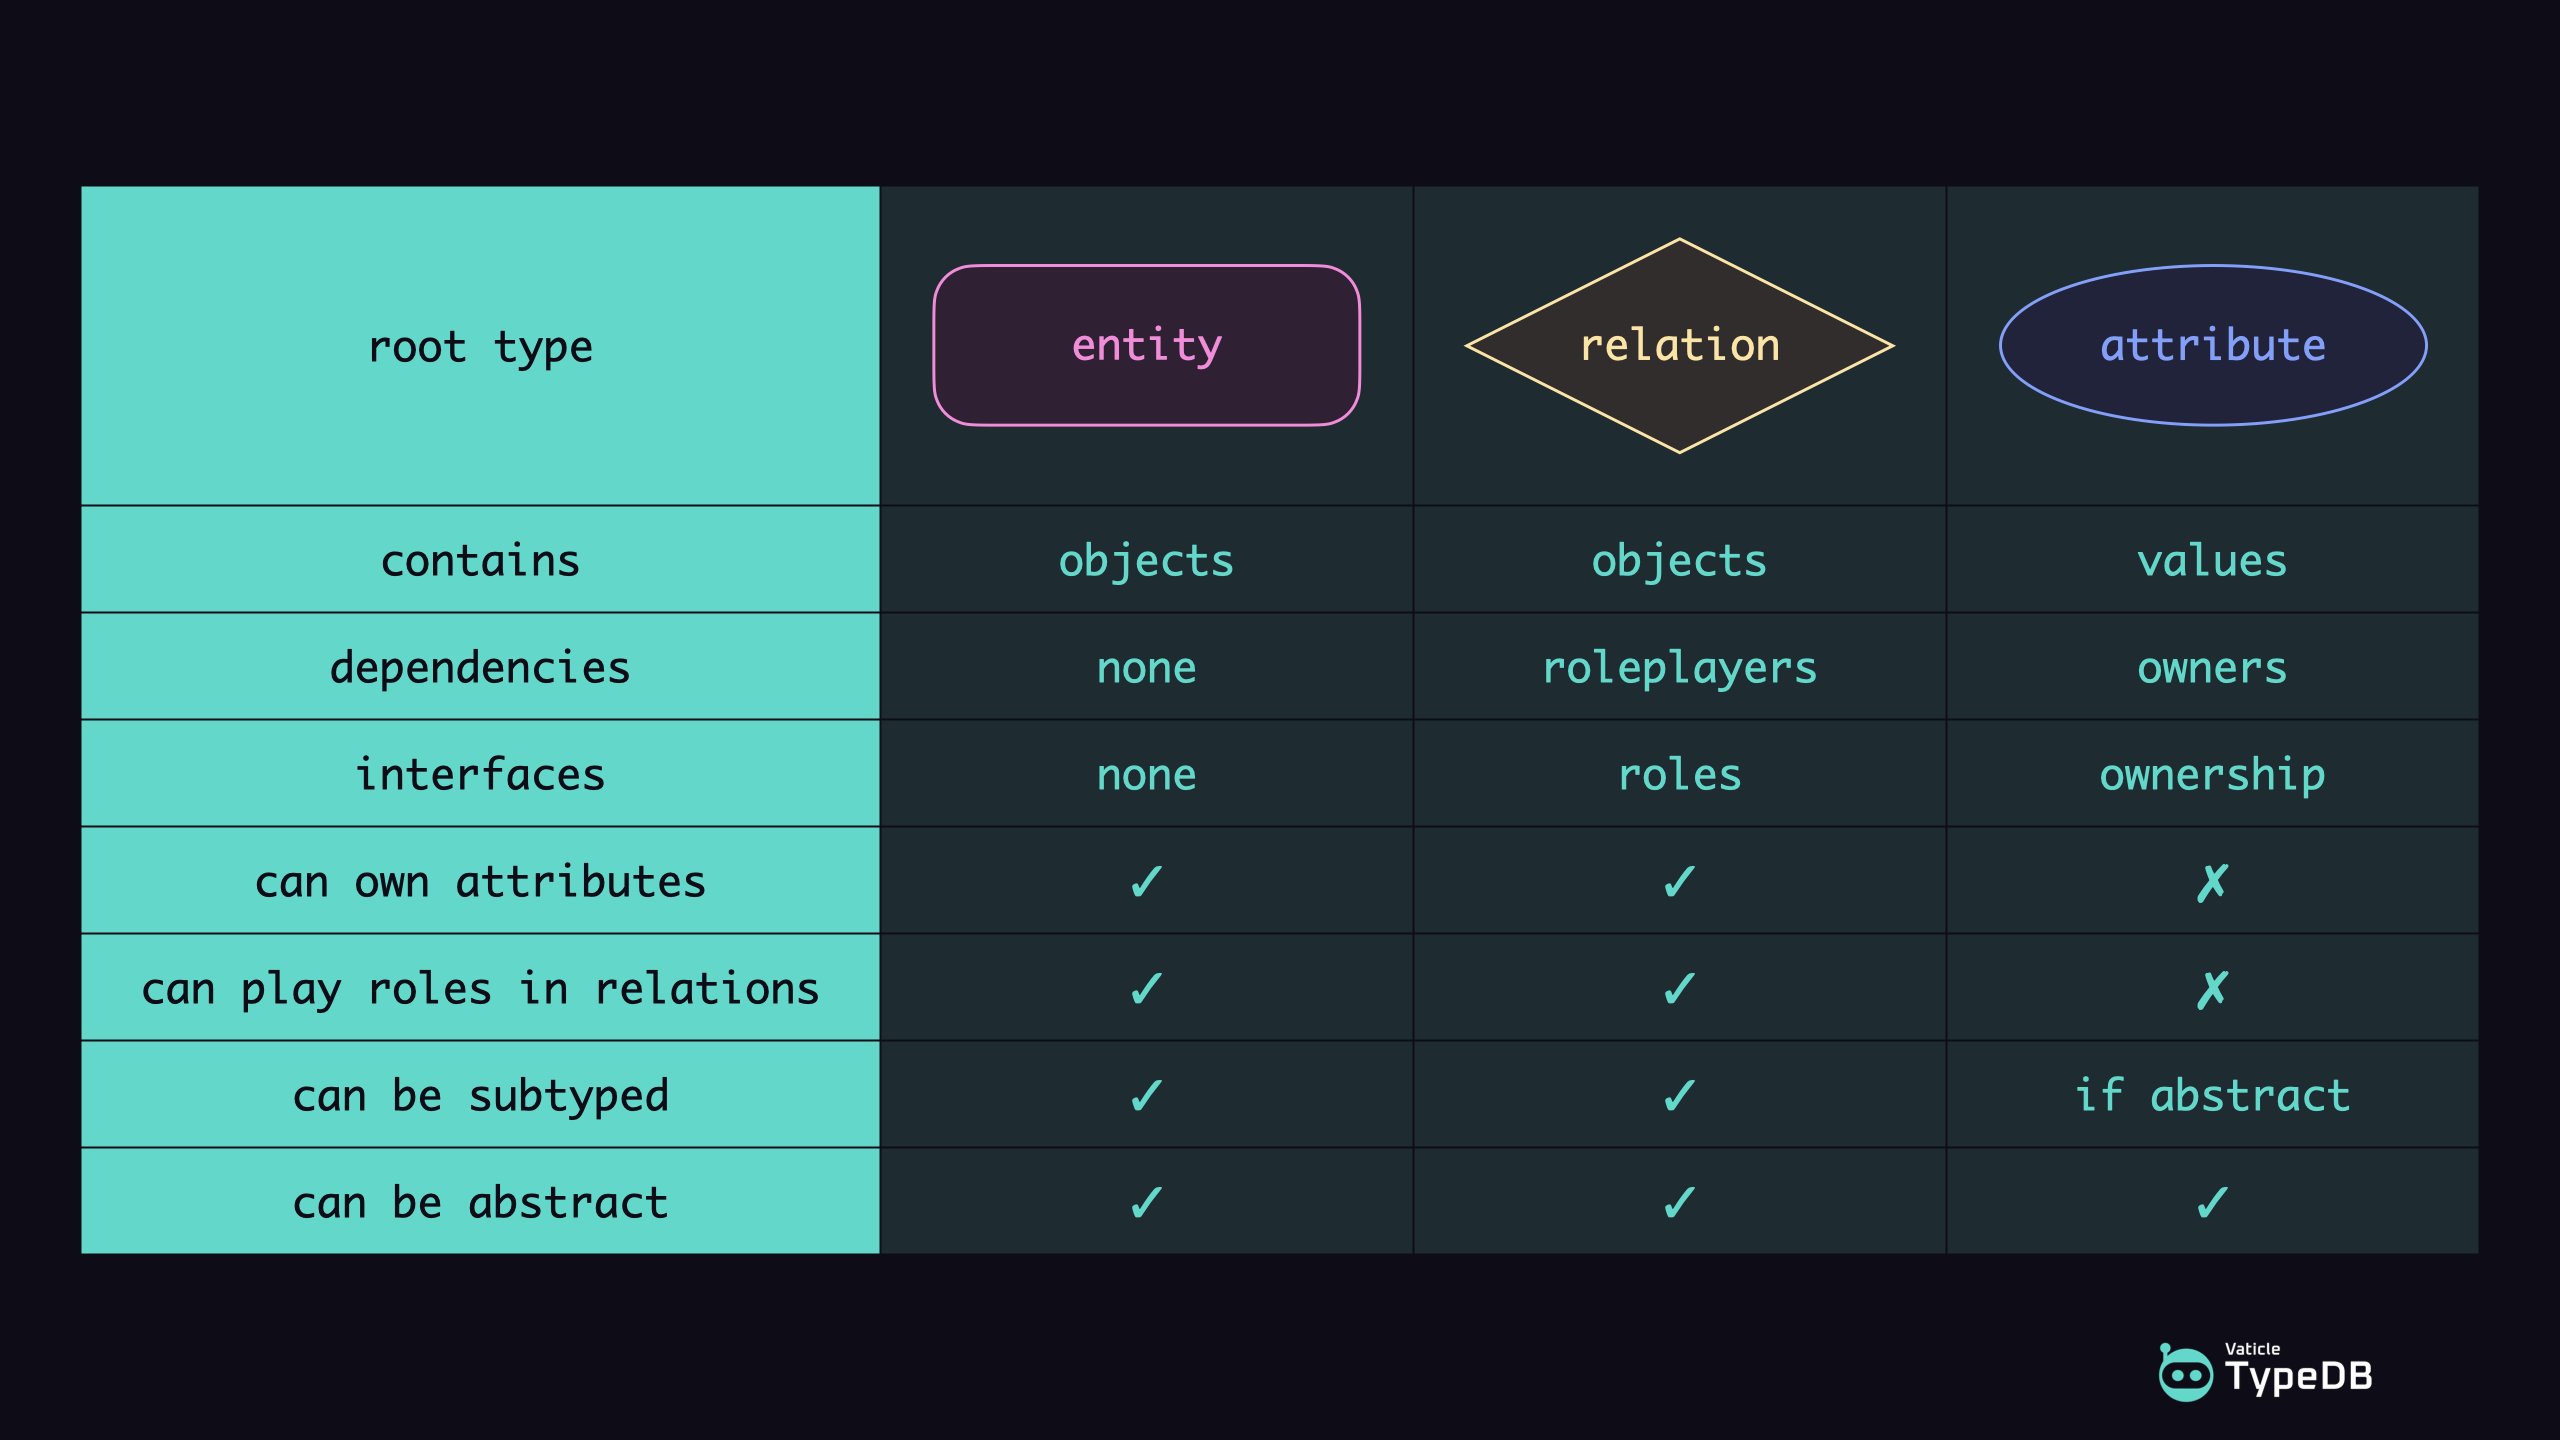 root type entity relation attribute
contains objects objects values
dependencies none roleplayers owners
interfaces none roles ownership
can own attributes ✓ ✓ ✗
can play roles in relations ✓ ✓ ✗
can be subtyped ✓ ✓ if abstract
can be abstract ✓ ✓ ✓
Vaticle
TypeDB